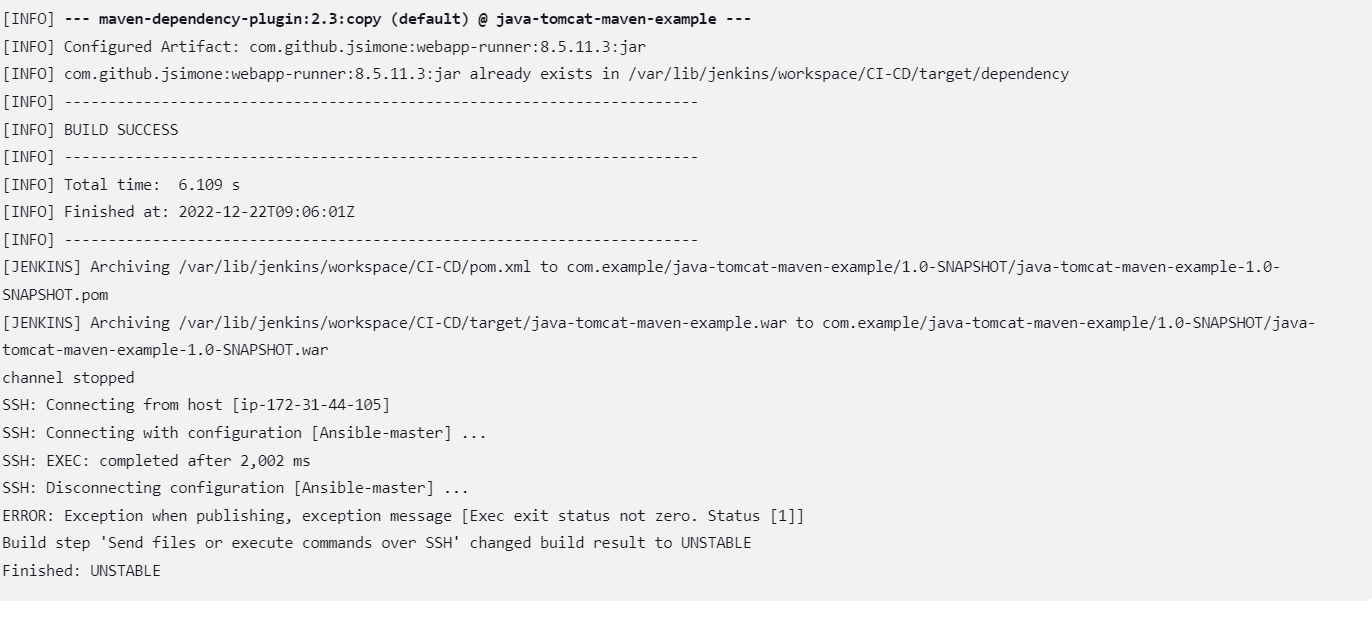 [INFO] --- maven-dependency-plugin:2.3:copy (default) @ java-tomcat-maven-example ---
[INFO] Configured Artifact: com.github.jsimone:webapp-runner:8.5.11.3:jar
[INFO] com.github.jsimone:webapp-runner:8.5.11.3:jar already exists in /var/lib/jenkins/workspace/CI-CD/target/dependency
[INFO] ------------------------------------------------------------------------
[INFO] BUILD SUCCESS
[INFO] ------------------------------------------------------------------------
[INFO] Total time:  6.109 s
[INFO] Finished at: 2022-12-22T09:06:01Z
[INFO] ------------------------------------------------------------------------
[JENKINS] Archiving /var/lib/jenkins/workspace/CI-CD/pom.xml to com.example/java-tomcat-maven-example/1.0-SNAPSHOT/java-tomcat-maven-example-1.0-
SNAPSHOT.pom
[JENKINS] Archiving /var/lib/jenkins/workspace/CI-CD/target/java-tomcat-maven-example.war to com.example/java-tomcat-maven-example/1.0-SNAPSHOT/java-
tomcat-maven-example-1.0-SNAPSHOT.war
channel stopped
SSH: Connecting from host [ip-172-31-44-105]
SSH: Connecting with configuration [Ansible-master] ...
SSH: EXEC: completed after 2,002 ms
SSH: Disconnecting configuration [Ansible-master] ...
ERROR: Exception when publishing, exception message [Exec exit status not zero. Status [1]]
Build step 'Send files or execute commands over SSH' changed build result to UNSTABLE
Finished: UNSTABLE